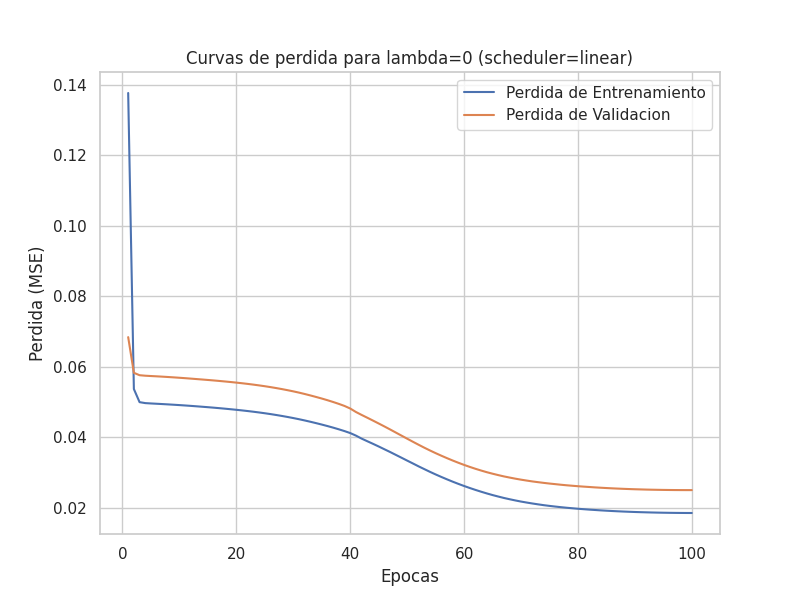 Curvas de perdida para lambda=0 (scheduler=linear)
Perdida de Entrenamiento
Perdida de Validacion
Perdida (MSE)
0.14
0.12
0.10
0.08
0.06
0.04
0.02
0 20 40 60 80 100
Epocas